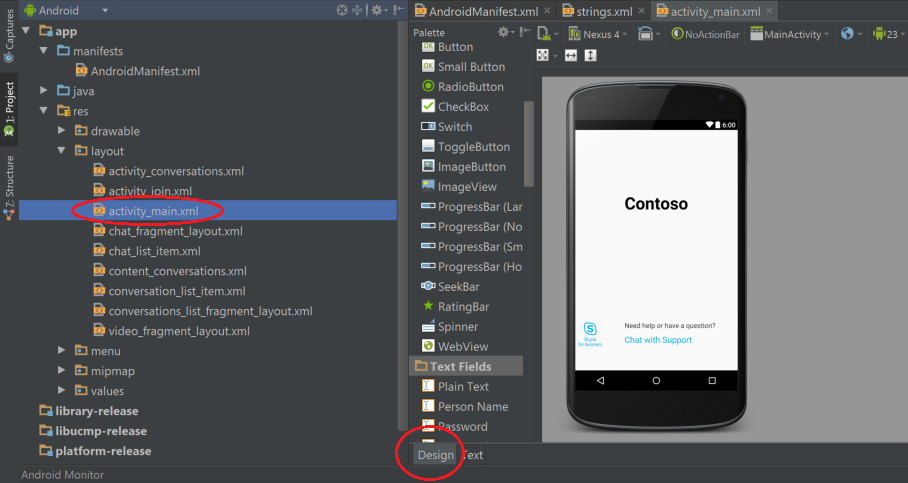 Captures
1: Project
7: Structure
Android
app
manifests
AndroidManifest.xml
java
res
drawable
layout
activity_conversations.xml
activity_join.xml
activity_main.xml
chat_fragment_layout.xml
chat_list_item.xml
content_conversations.xml
conversation_list_item.xml
conversations_list_fragment_layout.xml
video_fragment_layout.xml
menu
mipmap
values
library-release
libucmp-release
platform-release
Android Monitor
AndroidManifest.xml
strings.xml
activity_main.xml
Palette
Nexus 4
NoActionBar
MainActivity
23
Button
Small Button
RadioButton
CheckBox
Switch
ToggleButton
ImageButton
ImageView
ProgressBar (Lar
ProgressBar (No
ProgressBar (Sm
ProgressBar (Ho
SeekBar
RatingBar
Spinner
WebView
Text Fields
Plain Text
Person Name
Password
Design
Text
6:00
Contoso
Need help or have a question?
Chat with Support
Skype
for Business